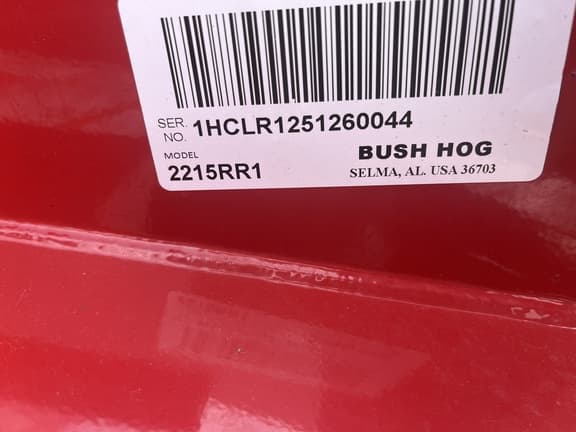 SER. NO. 1HCLR1251260044
MODEL
2215RR1
BUSH HOG
SELMA, AL. USA 36703